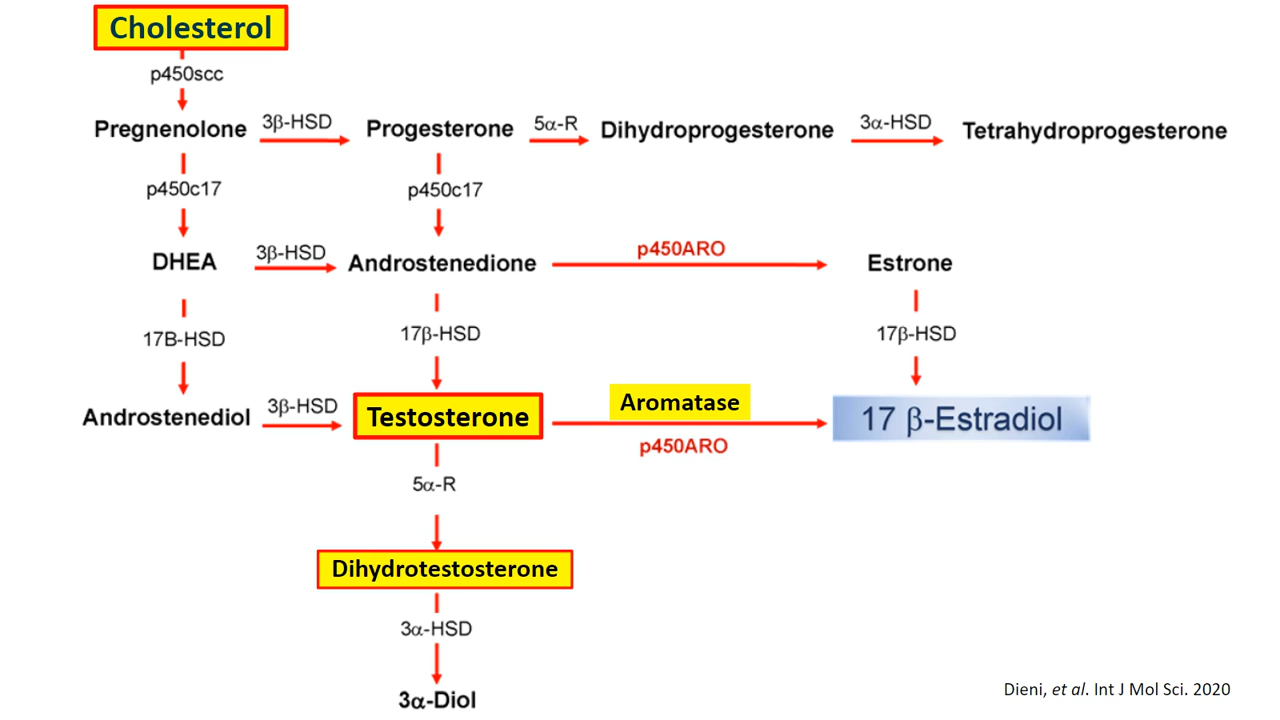 Cholesterol
p450scc
Pregnenolone 3β-HSD Progesterone 5α-R Dihydroprogesterone 3α-HSD Tetrahydroprogesterone
p450c17 p450c17
DHEA 3β-HSD Androstenedione p450ARO Estrone
17B-HSD 17β-HSD 17β-HSD
Androstenediol 3β-HSD Testosterone Aromatase 17 β-Estradiol
p450ARO
5α-R
Dihydrotestosterone
3α-HSD
3α-Diol
Dieni, et al. Int J Mol Sci. 2020